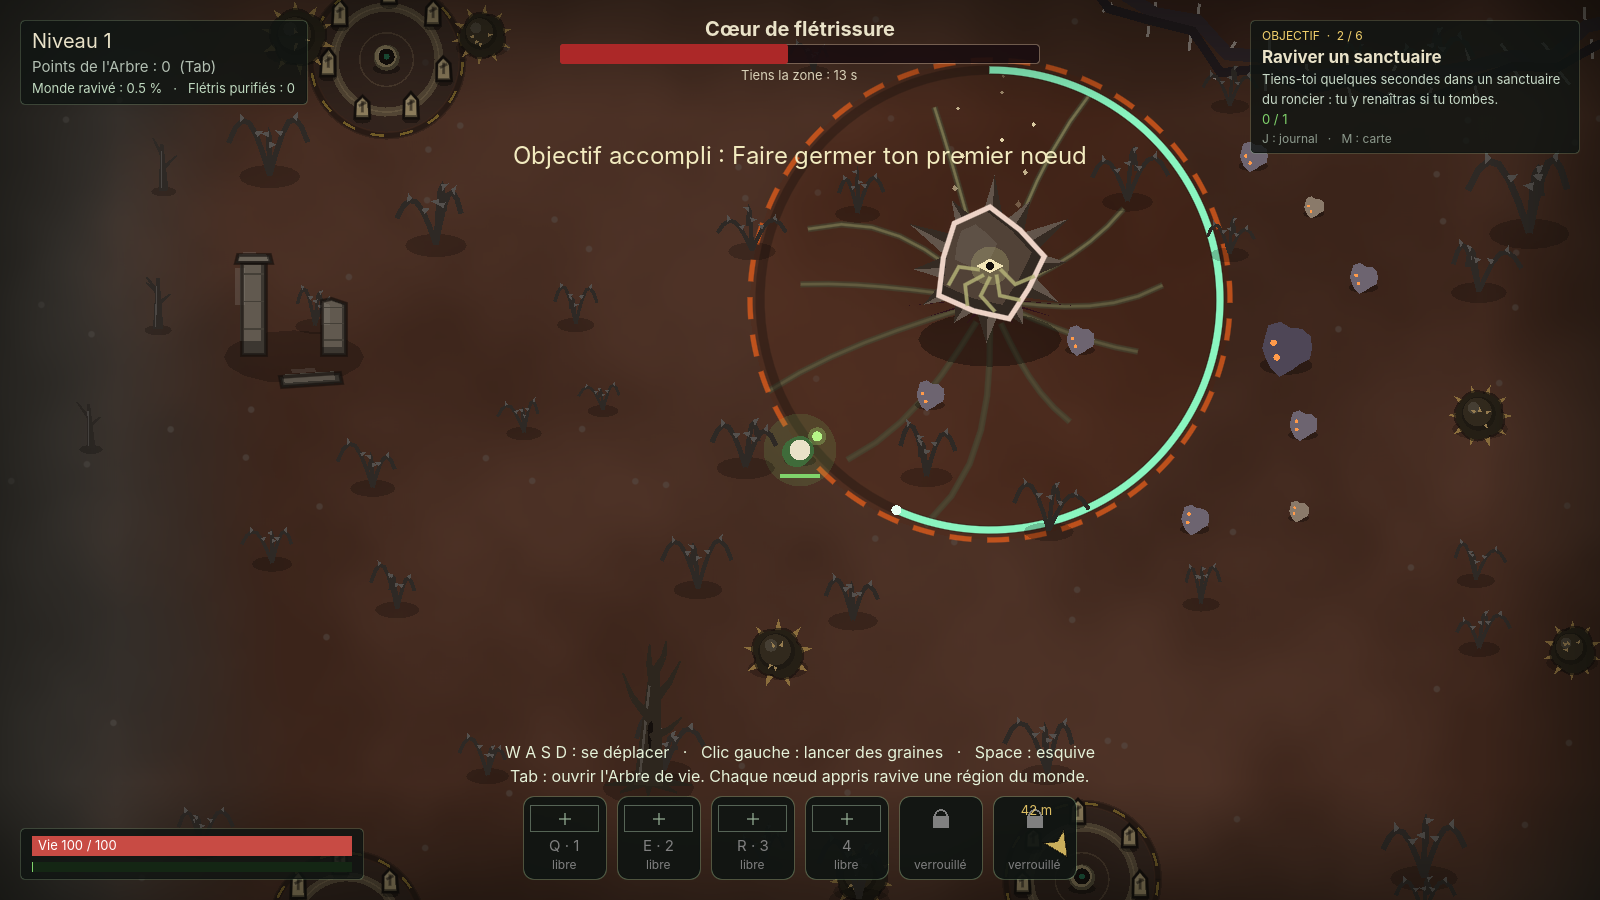 Niveau 1
Points de l'Arbre : 0 (Tab)
Monde ravivé : 0.5 % · Flétris purifiés : 0
Cœur de flétrissure
Tiens la zone : 13 s
OBJECTIF · 2 / 6
Raviver un sanctuaire
Tiens-toi quelques secondes dans un sanctuaire
du roncier : tu y renaîtras si tu tombes.
0 / 1
J : journal · M : carte
Objectif accompli : Faire germer ton premier nœud
W A S D : se déplacer · Clic gauche : lancer des graines · Space : esquive
Tab : ouvrir l'Arbre de vie. Chaque nœud appris ravive une région du monde.
42 m
Q · 1
libre
E · 2
libre
R · 3
libre
4
libre
verrouillé
verrouillé
Vie 100 / 100